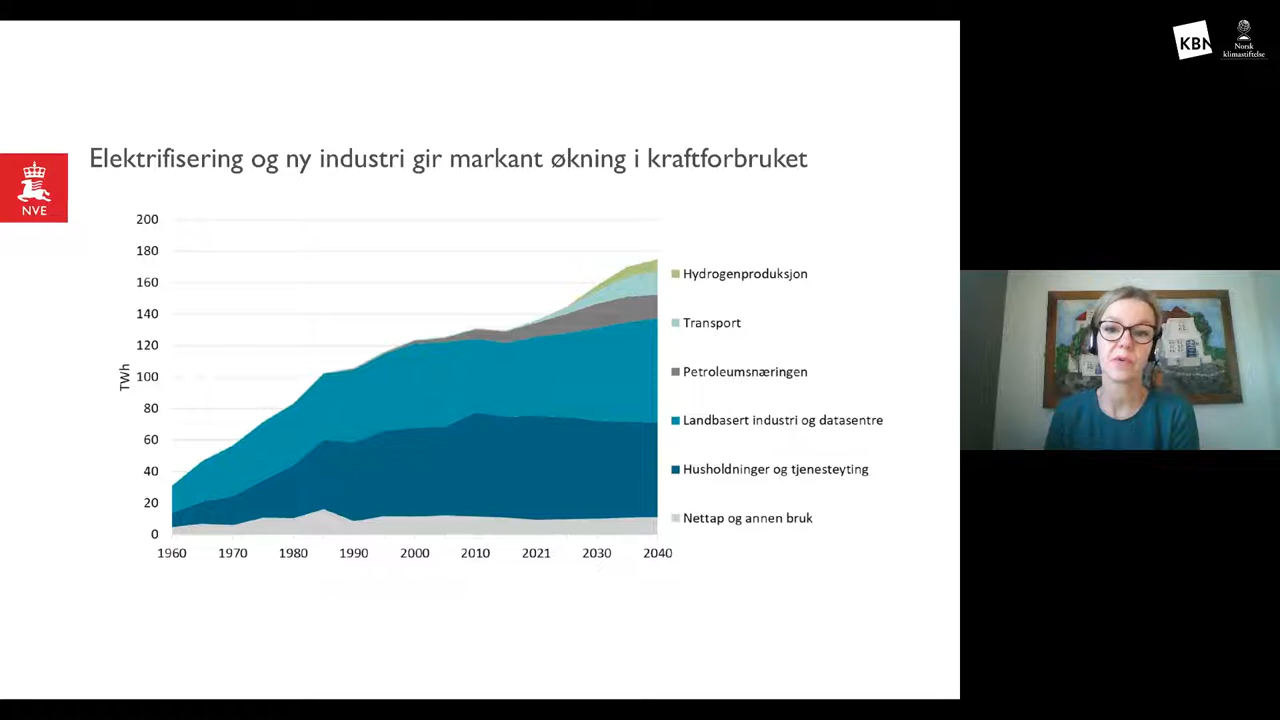 KBN
Norsk
klimastiftelse
Elektrifisering og ny industri gir markant økning i kraftforbruket
NVE
200
180
160
140
120
100
80
60
40
20
0
TWh
1960 1970 1980 1990 2000 2010 2021 2030 2040
Hydrogenproduksjon
Transport
Petroleumsnæringen
Landbasert industri og datasentre
Husholdninger og tjenesteyting
Nettap og annen bruk